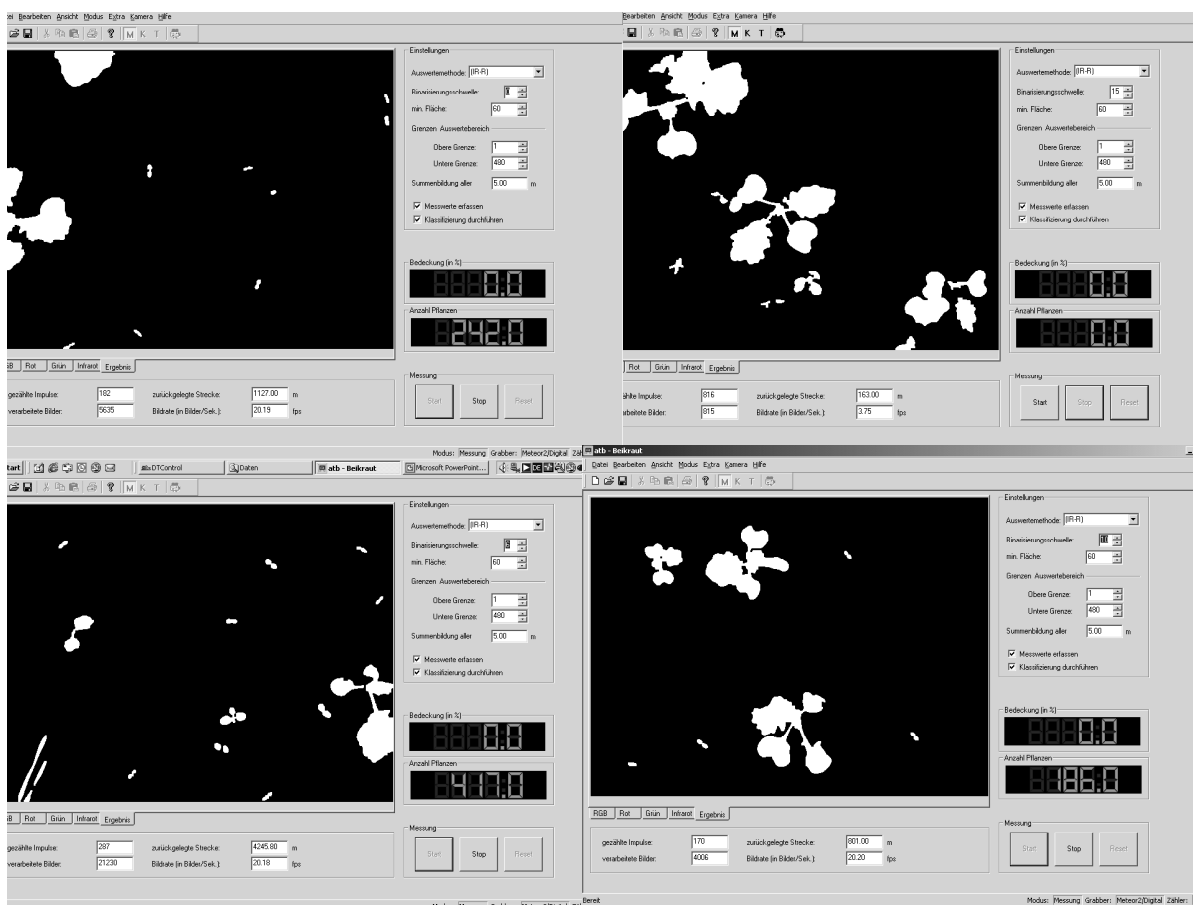 Bearbeiten Ansicht Modus Extra Kamera Hilfe
M K T
Einstellungen
Auswertemethode: (IR-R)
Binarisierungsschwelle:
min. Fläche: 60
Grenzen Auswertebereich
Obere Grenze: 1
Untere Grenze: 480
Summenbildung aller 5.00 m
Messwerte erfassen
Klassifizierung durchführen
Bedeckung (in %)
0.0
Anzahl Pflanzen
242.0
Rot Grün Infrarot Ergebnis
Messung
Start Stop Reset
gezählte Impulse: 182 zurückgelegte Strecke: 1127.00 m
verarbeitete Bilder: 5635 Bildrate (in Bilder/Sek.): 20.19 fps
Modus: Messung Grabber: Meteor2/Digital
Bearbeiten Ansicht Modus Extra Kamera Hilfe
M K T
Einstellungen
Auswertemethode: (IR-R)
Binarisierungsschwelle: 15
min. Fläche: 60
Grenzen Auswertebereich
Obere Grenze: 1
Untere Grenze: 480
Summenbildung aller 5.00 m
Messwerte erfassen
Klassifizierung durchführen
Bedeckung (in %)
0.0
Anzahl Pflanzen
0.0
Rot Grün Infrarot Ergebnis
Messung
Start Stop Reset
ählte Impulse: 816 zurückgelegte Strecke: 163.00 m
arbeitete Bilder: 815 Bildrate (in Bilder/Sek.): 3.75 fps
tart DTControl Daten atb - Beikraut Microsoft PowerPoint... DE
M K T
Einstellungen
Auswertemethode: (IR-R)
Binarisierungsschwelle:
min. Fläche: 60
Grenzen Auswertebereich
Obere Grenze: 1
Untere Grenze: 480
Summenbildung aller 5.00 m
Messwerte erfassen
Klassifizierung durchführen
Bedeckung (in %)
0.0
Anzahl Pflanzen
417.0
Rot Grün Infrarot Ergebnis
Messung
Start Stop Reset
gezählte Impulse: 287 zurückgelegte Strecke: 4245.80 m
verarbeitete Bilder: 21230 Bildrate (in Bilder/Sek.): 20.18 fps
atb - Beikraut
Datei Bearbeiten Ansicht Modus Extra Kamera Hilfe
M K T
Einstellungen
Auswertemethode: (IR-R)
Binarisierungsschwelle:
min. Fläche: 60
Grenzen Auswertebereich
Obere Grenze: 1
Untere Grenze: 480
Summenbildung aller 5.00 m
Messwerte erfassen
Klassifizierung durchführen
Bedeckung (in %)
0.0
Anzahl Pflanzen
186.0
RGB Rot Grün Infrarot Ergebnis
Messung
Start Stop Reset
gezählte Impulse: 170 zurückgelegte Strecke: 801.00 m
verarbeitete Bilder: 4006 Bildrate (in Bilder/Sek.): 20.20 fps
Bereit Modus: Messung Grabber: Meteor2/Digital Zähler: